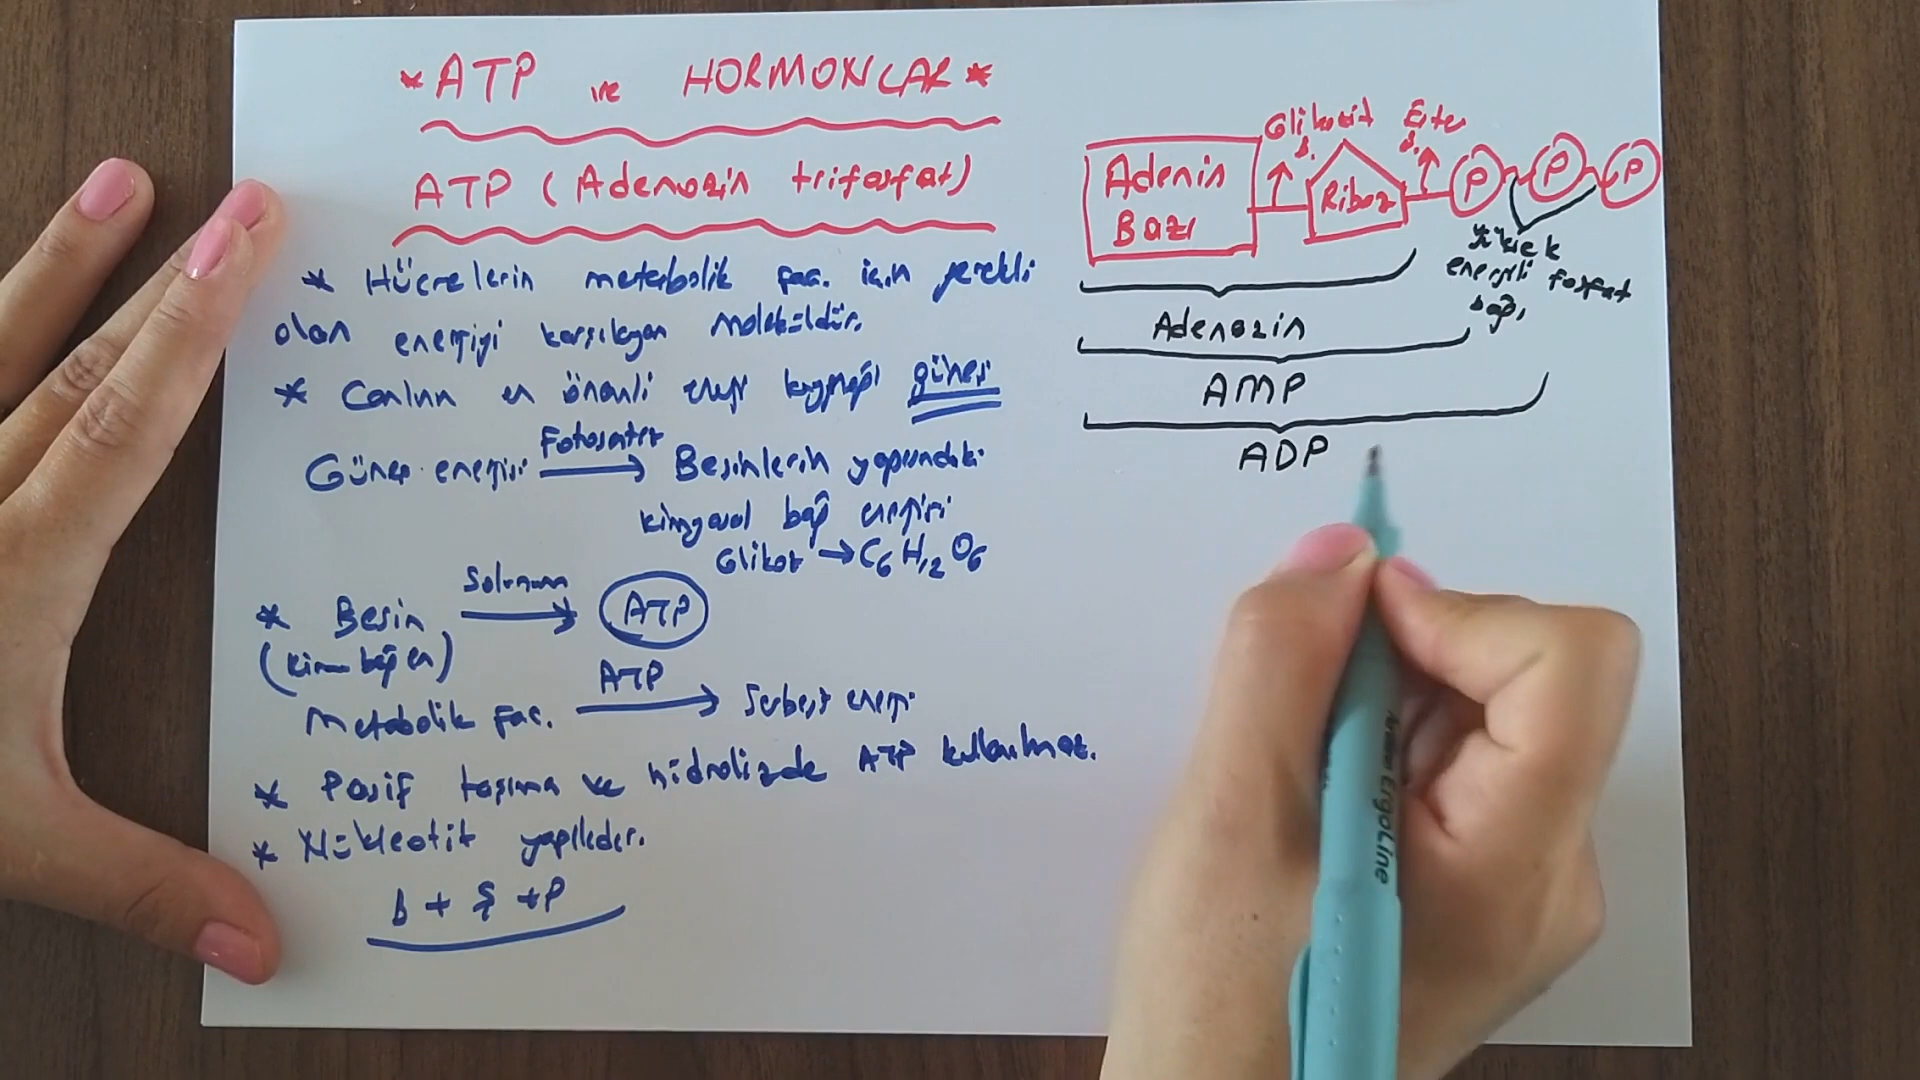 *ATP ve HORMONLAR*
ATP (Adenozin trifosfat)
* Hücrelerin metabolik faa. için gerekli
olan enerjiyi karşılayan moleküldür.
* Canlının en önemli enerji kaynağı güneş
Güneş enerjisi Fotosentez → Besinlerin yapısındaki
kimyasal bağ enerjisi
Glikoz → C6H12O6
* Besin Solunum → ATP
(kim bağ en)
Metabolik Faa. ATP → Serbest enerji
* Pasif taşıma ve hidrolizde ATP kullanılmaz.
* Nükleotit yapılıdır.
b + ş + P
Glikozit b. Ester b.
Adenin Bazı Riboz P P P
Yüksek
enerjili fosfat
bağı
Adenozin
AMP
ADP
ErgoLine